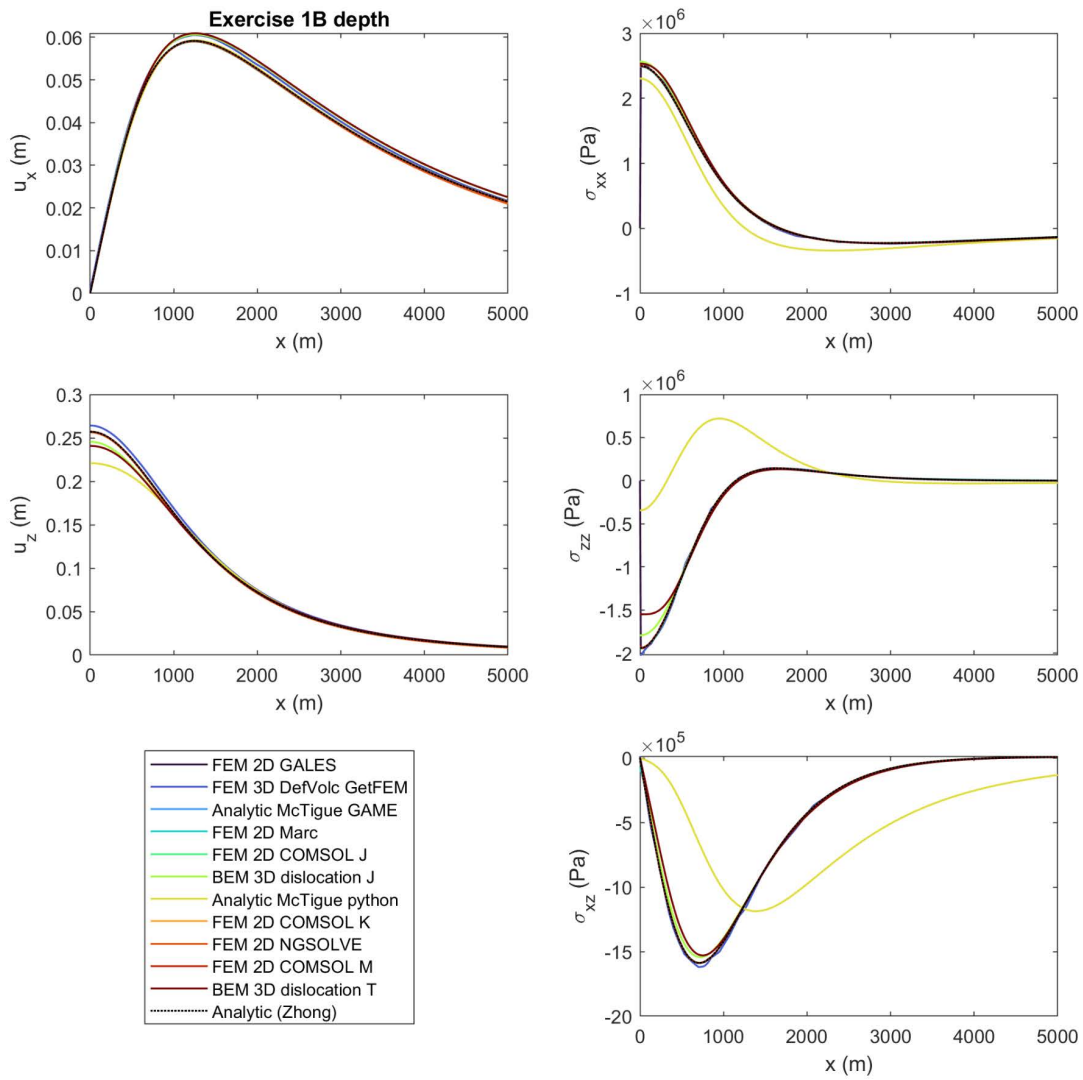 Exercise 1B depth
0.06
0.05
0.04
0.03
0.02
0.01
0
u_x (m)
0 1000 2000 3000 4000 5000
x (m)
×10^6
3
2
1
0
-1
σ_xx (Pa)
0 1000 2000 3000 4000 5000
x (m)
0.3
0.25
0.2
0.15
0.1
0.05
0
u_z (m)
0 1000 2000 3000 4000 5000
x (m)
×10^6
1
0.5
0
-0.5
-1
-1.5
-2
σ_zz (Pa)
0 1000 2000 3000 4000 5000
x (m)
FEM 2D GALES
FEM 3D DefVolc GetFEM
Analytic McTigue GAME
FEM 2D Marc
FEM 2D COMSOL J
BEM 3D dislocation J
Analytic McTigue python
FEM 2D COMSOL K
FEM 2D NGSOLVE
FEM 2D COMSOL M
BEM 3D dislocation T
Analytic (Zhong)
×10^5
0
-5
-10
-15
-20
σ_xz (Pa)
0 1000 2000 3000 4000 5000
x (m)